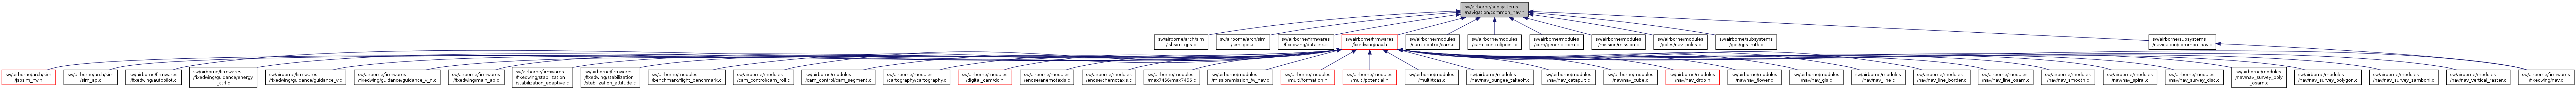 sw/airborne/subsystems
/navigation/common_nav.h
sw/airborne/arch/sim
/jsbsim_gps.c
sw/airborne/arch/sim
/sim_gps.c
sw/airborne/firmwares
/fixedwing/datalink.c
sw/airborne/firmwares
/fixedwing/nav.h
sw/airborne/modules
/cam_control/cam.c
sw/airborne/modules
/cam_control/point.c
sw/airborne/modules
/com/generic_com.c
sw/airborne/modules
/mission/mission.c
sw/airborne/modules
/poles/nav_poles.c
sw/airborne/subsystems
/gps/gps_mtk.c
sw/airborne/subsystems
/navigation/common_nav.c
sw/airborne/arch/sim
/jsbsim_hw.h
sw/airborne/arch/sim
/sim_ap.c
sw/airborne/firmwares
/fixedwing/autopilot.c
sw/airborne/firmwares
/fixedwing/guidance/energy
_ctrl.c
sw/airborne/firmwares
/fixedwing/guidance/guidance_v.c
sw/airborne/firmwares
/fixedwing/guidance/guidance_v_n.c
sw/airborne/firmwares
/fixedwing/main_ap.c
sw/airborne/firmwares
/fixedwing/stabilization
/stabilization_adaptive.c
sw/airborne/firmwares
/fixedwing/stabilization
/stabilization_attitude.c
sw/airborne/modules
/benchmark/flight_benchmark.c
sw/airborne/modules
/cam_control/cam_roll.c
sw/airborne/modules
/cam_control/cam_segment.c
sw/airborne/modules
/cartography/cartography.c
sw/airborne/modules
/digital_cam/dc.h
sw/airborne/modules
/enose/anemotaxis.c
sw/airborne/modules
/enose/chemotaxis.c
sw/airborne/modules
/max7456/max7456.c
sw/airborne/modules
/mission/mission_fw_nav.c
sw/airborne/modules
/multi/formation.h
sw/airborne/modules
/multi/potential.h
sw/airborne/modules
/multi/tcas.c
sw/airborne/modules
/nav/nav_bungee_takeoff.c
sw/airborne/modules
/nav/nav_catapult.c
sw/airborne/modules
/nav/nav_cube.c
sw/airborne/modules
/nav/nav_drop.h
sw/airborne/modules
/nav/nav_flower.c
sw/airborne/modules
/nav/nav_gls.c
sw/airborne/modules
/nav/nav_line.c
sw/airborne/modules
/nav/nav_line_border.c
sw/airborne/modules
/nav/nav_line_osam.c
sw/airborne/modules
/nav/nav_smooth.c
sw/airborne/modules
/nav/nav_spiral.c
sw/airborne/modules
/nav/nav_survey_disc.c
sw/airborne/modules
/nav/nav_survey_poly
_osam.c
sw/airborne/modules
/nav/nav_survey_polygon.c
sw/airborne/modules
/nav/nav_survey_zamboni.c
sw/airborne/modules
/nav/nav_vertical_raster.c
sw/airborne/firmwares
/fixedwing/nav.c